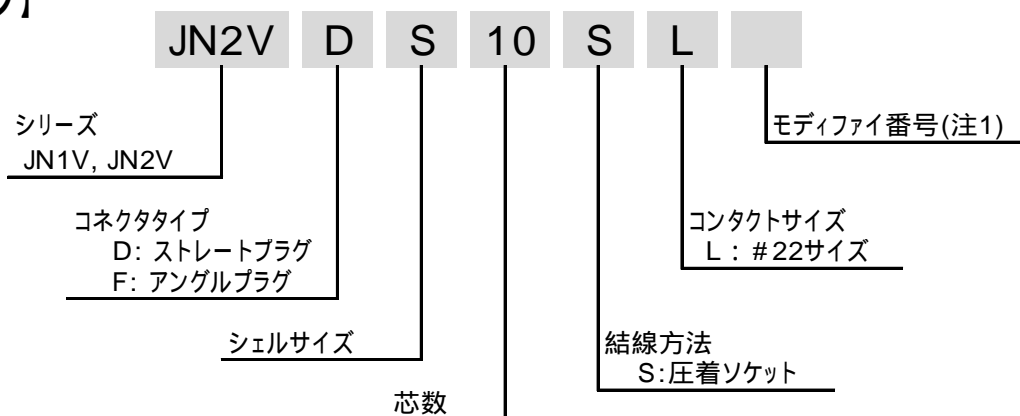 JN2V D S 10 S L
シリーズ
JN1V, JN2V
モディファイ番号(注1)
コネクタタイプ
D: ストレートプラグ
F: アングルプラグ
コンタクトサイズ
L : #22サイズ
シェルサイズ
結線方法
S:圧着ソケット
芯数